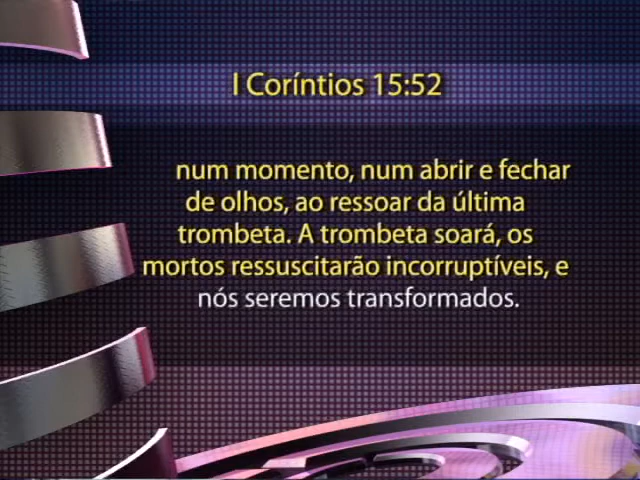 I Coríntios 15:52
num momento, num abrir e fechar
de olhos, ao ressoar da última
trombeta. A trombeta soará, os
mortos ressuscitarão incorruptíveis, e
nós seremos transformados.